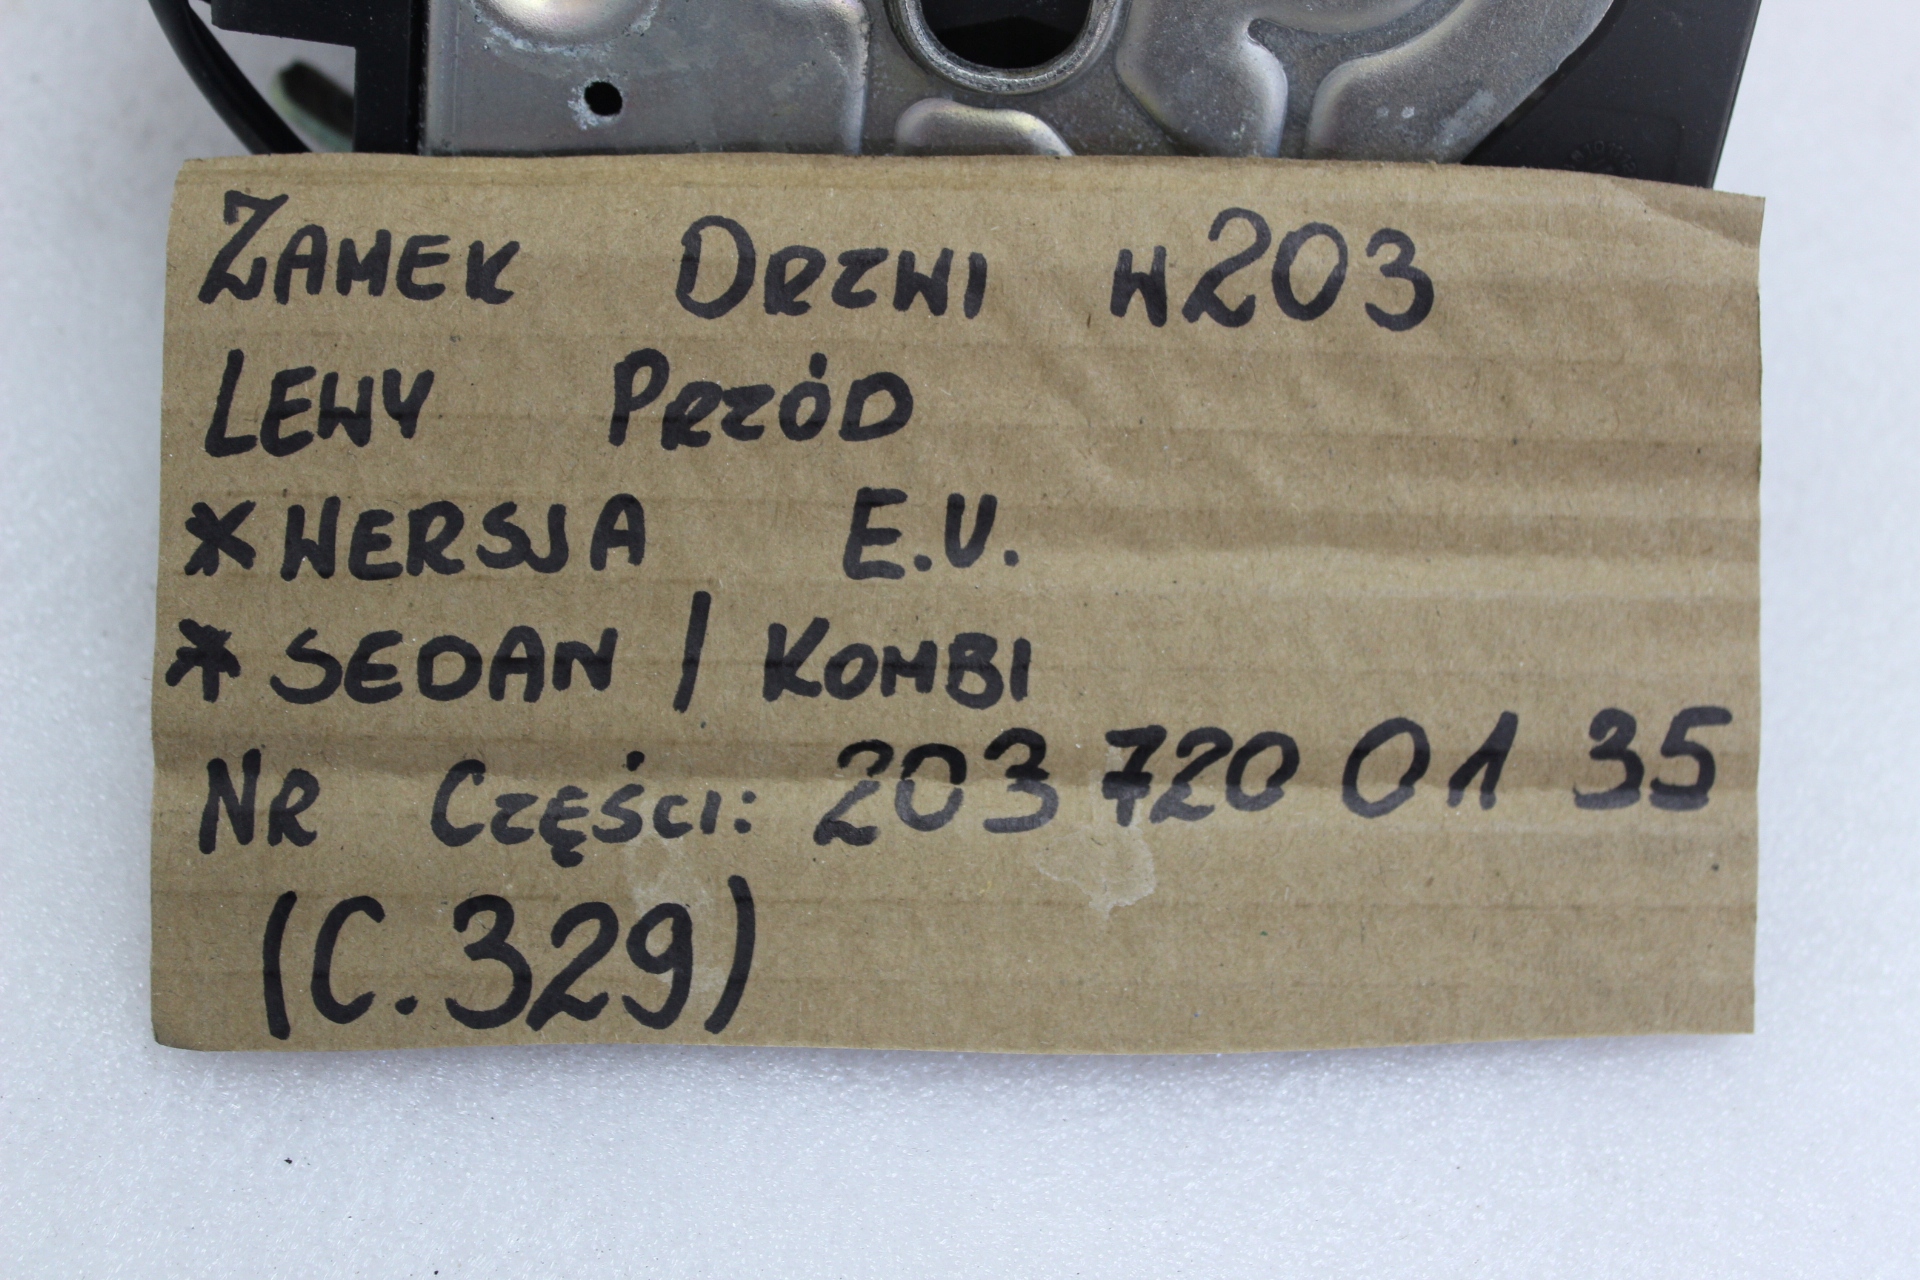 ZAMEK DRZWI W203
LEWY PRZÓD
*WERSJA E.U.
*SEDAN / KOMBI
NR CZĘŚCI: 203 720 01 35
(C.329)